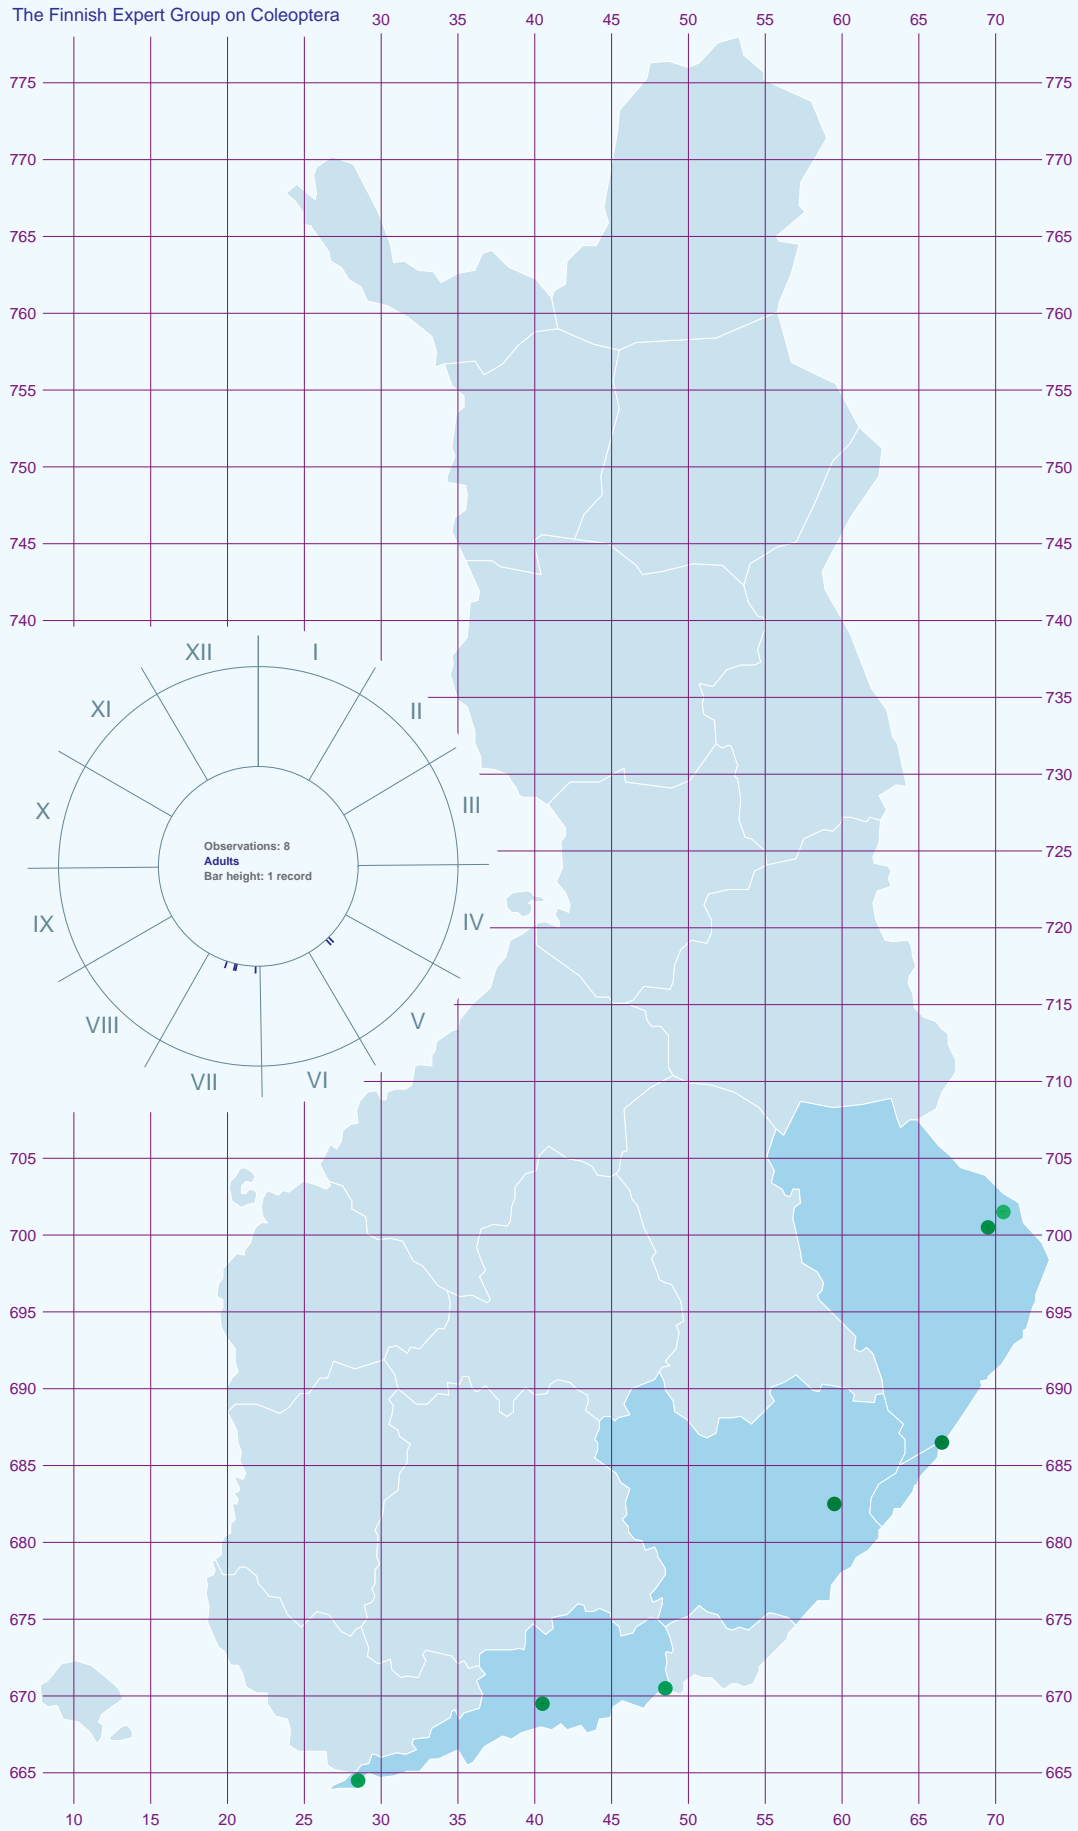 The Finnish Expert Group on Coleoptera
30 35 40 45 50 55 60 65 70
775 775
770 770
765 765
760 760
755 755
750 750
745 745
740 740
XII I
XI II
735
730
X III
725
Observations: 8
Adults
Bar height: 1 record
IX IV
720
715
VIII V
VII VI
710
705 705
700 700
695 695
690 690
685 685
680 680
675 675
670 670
665 665
10 15 20 25 30 35 40 45 50 55 60 65 70